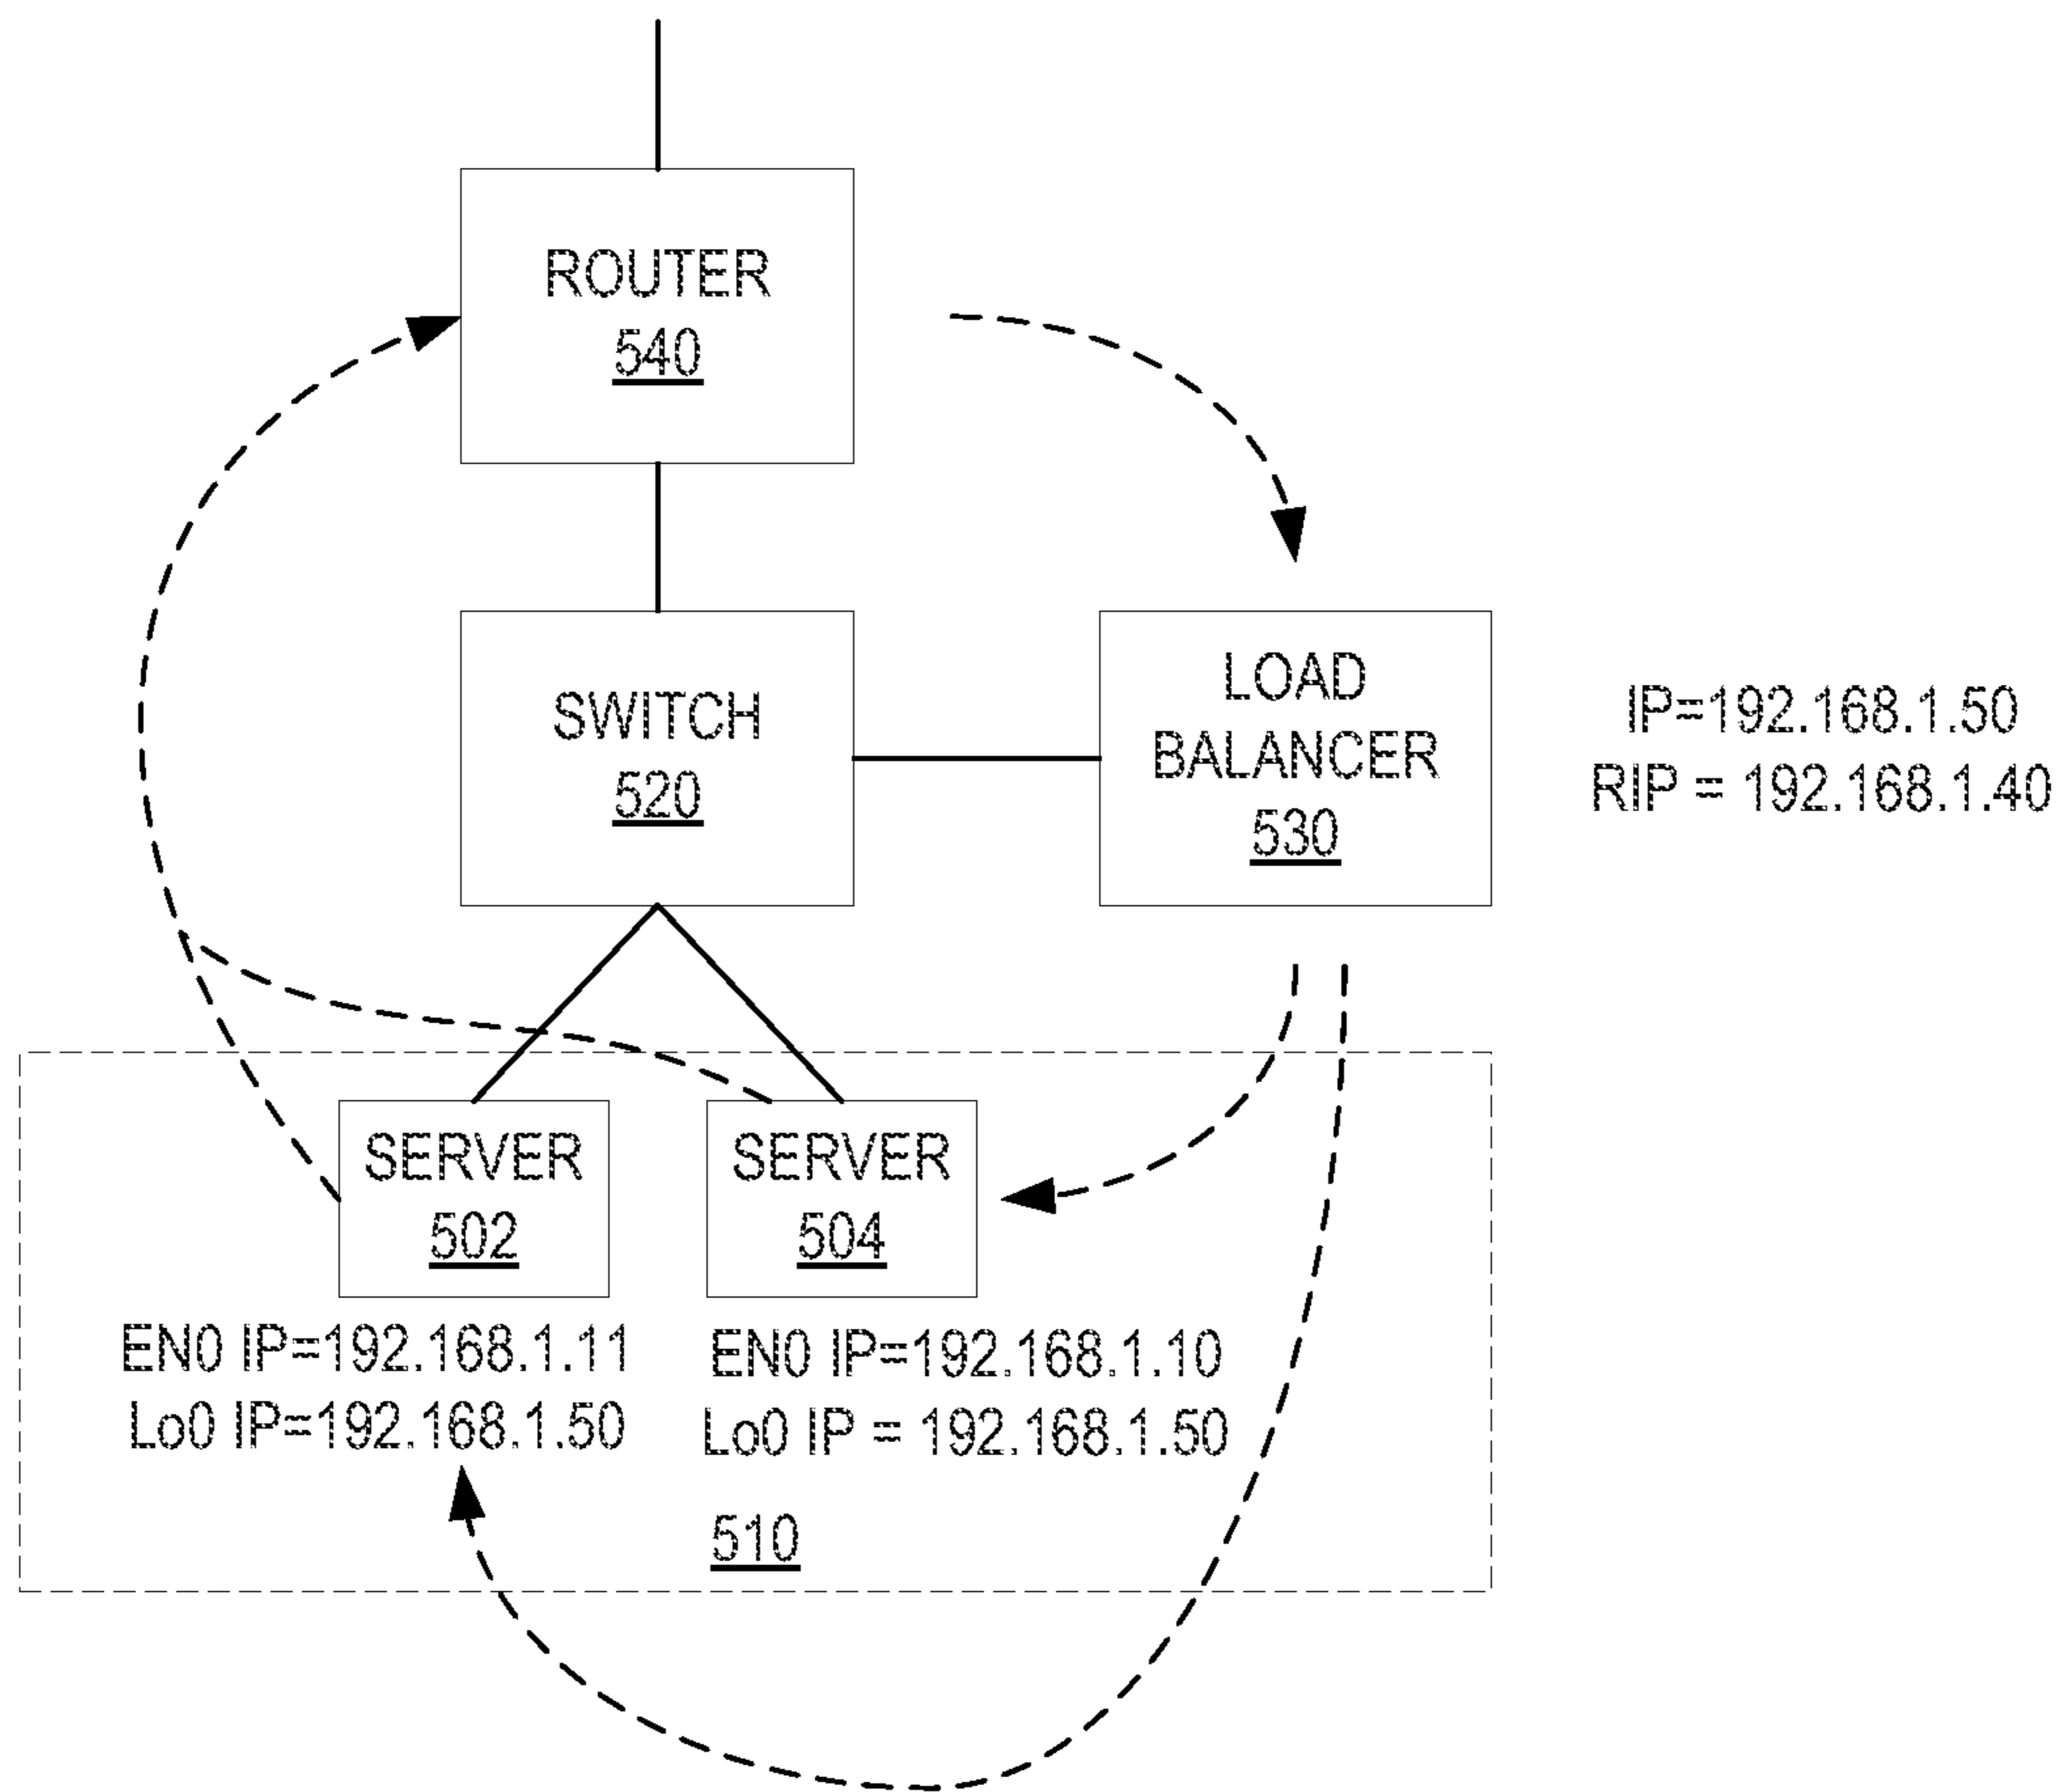 ROUTER
540
SWITCH
520
LOAD
BALANCER
530
IP=192.168.1.50
RIP = 192.168.1.40
SERVER
502
SERVER
504
EN0 IP=192.168.1.11
Lo0 IP=192.168.1.50
EN0 IP=192.168.1.10
Lo0 IP = 192.168.1.50
510